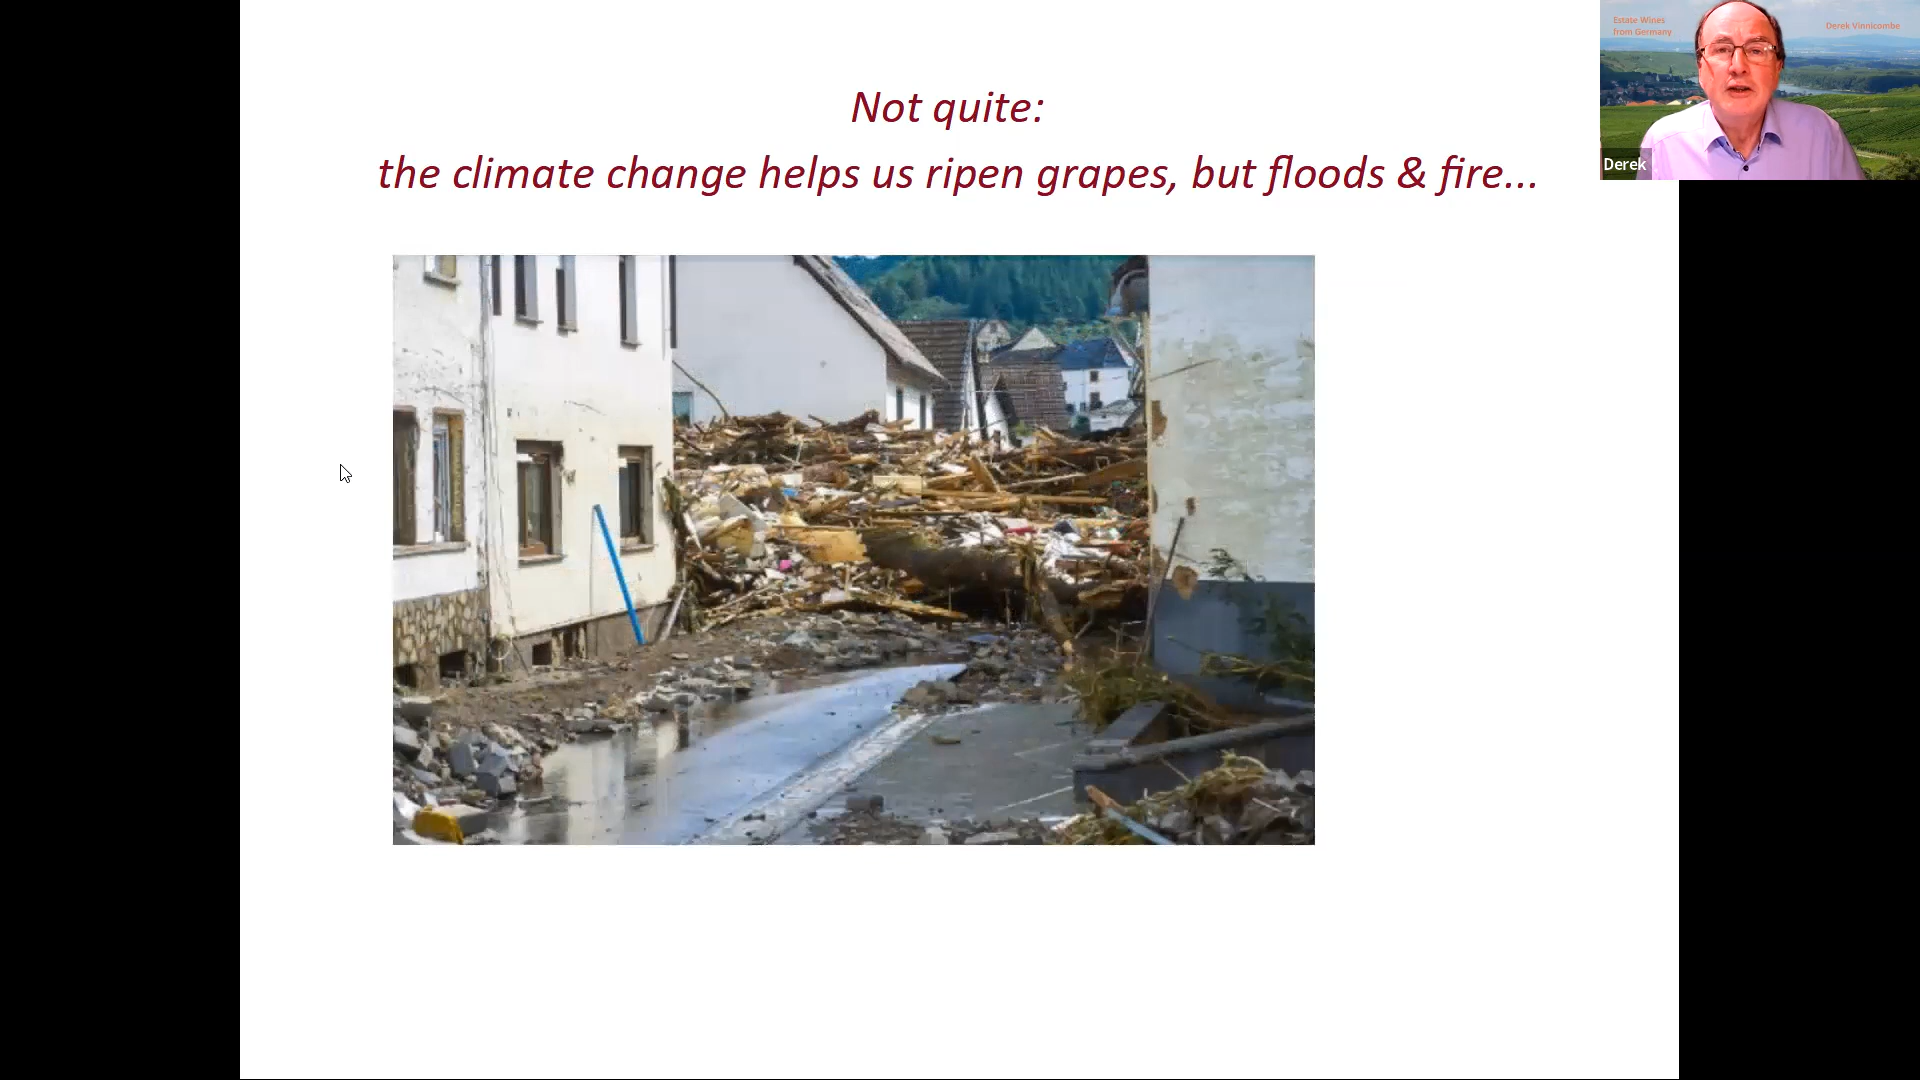 Not quite:
the climate change helps us ripen grapes, but floods & fire...
Estate Wines
from Germany
Derek Vinnicombe
Derek